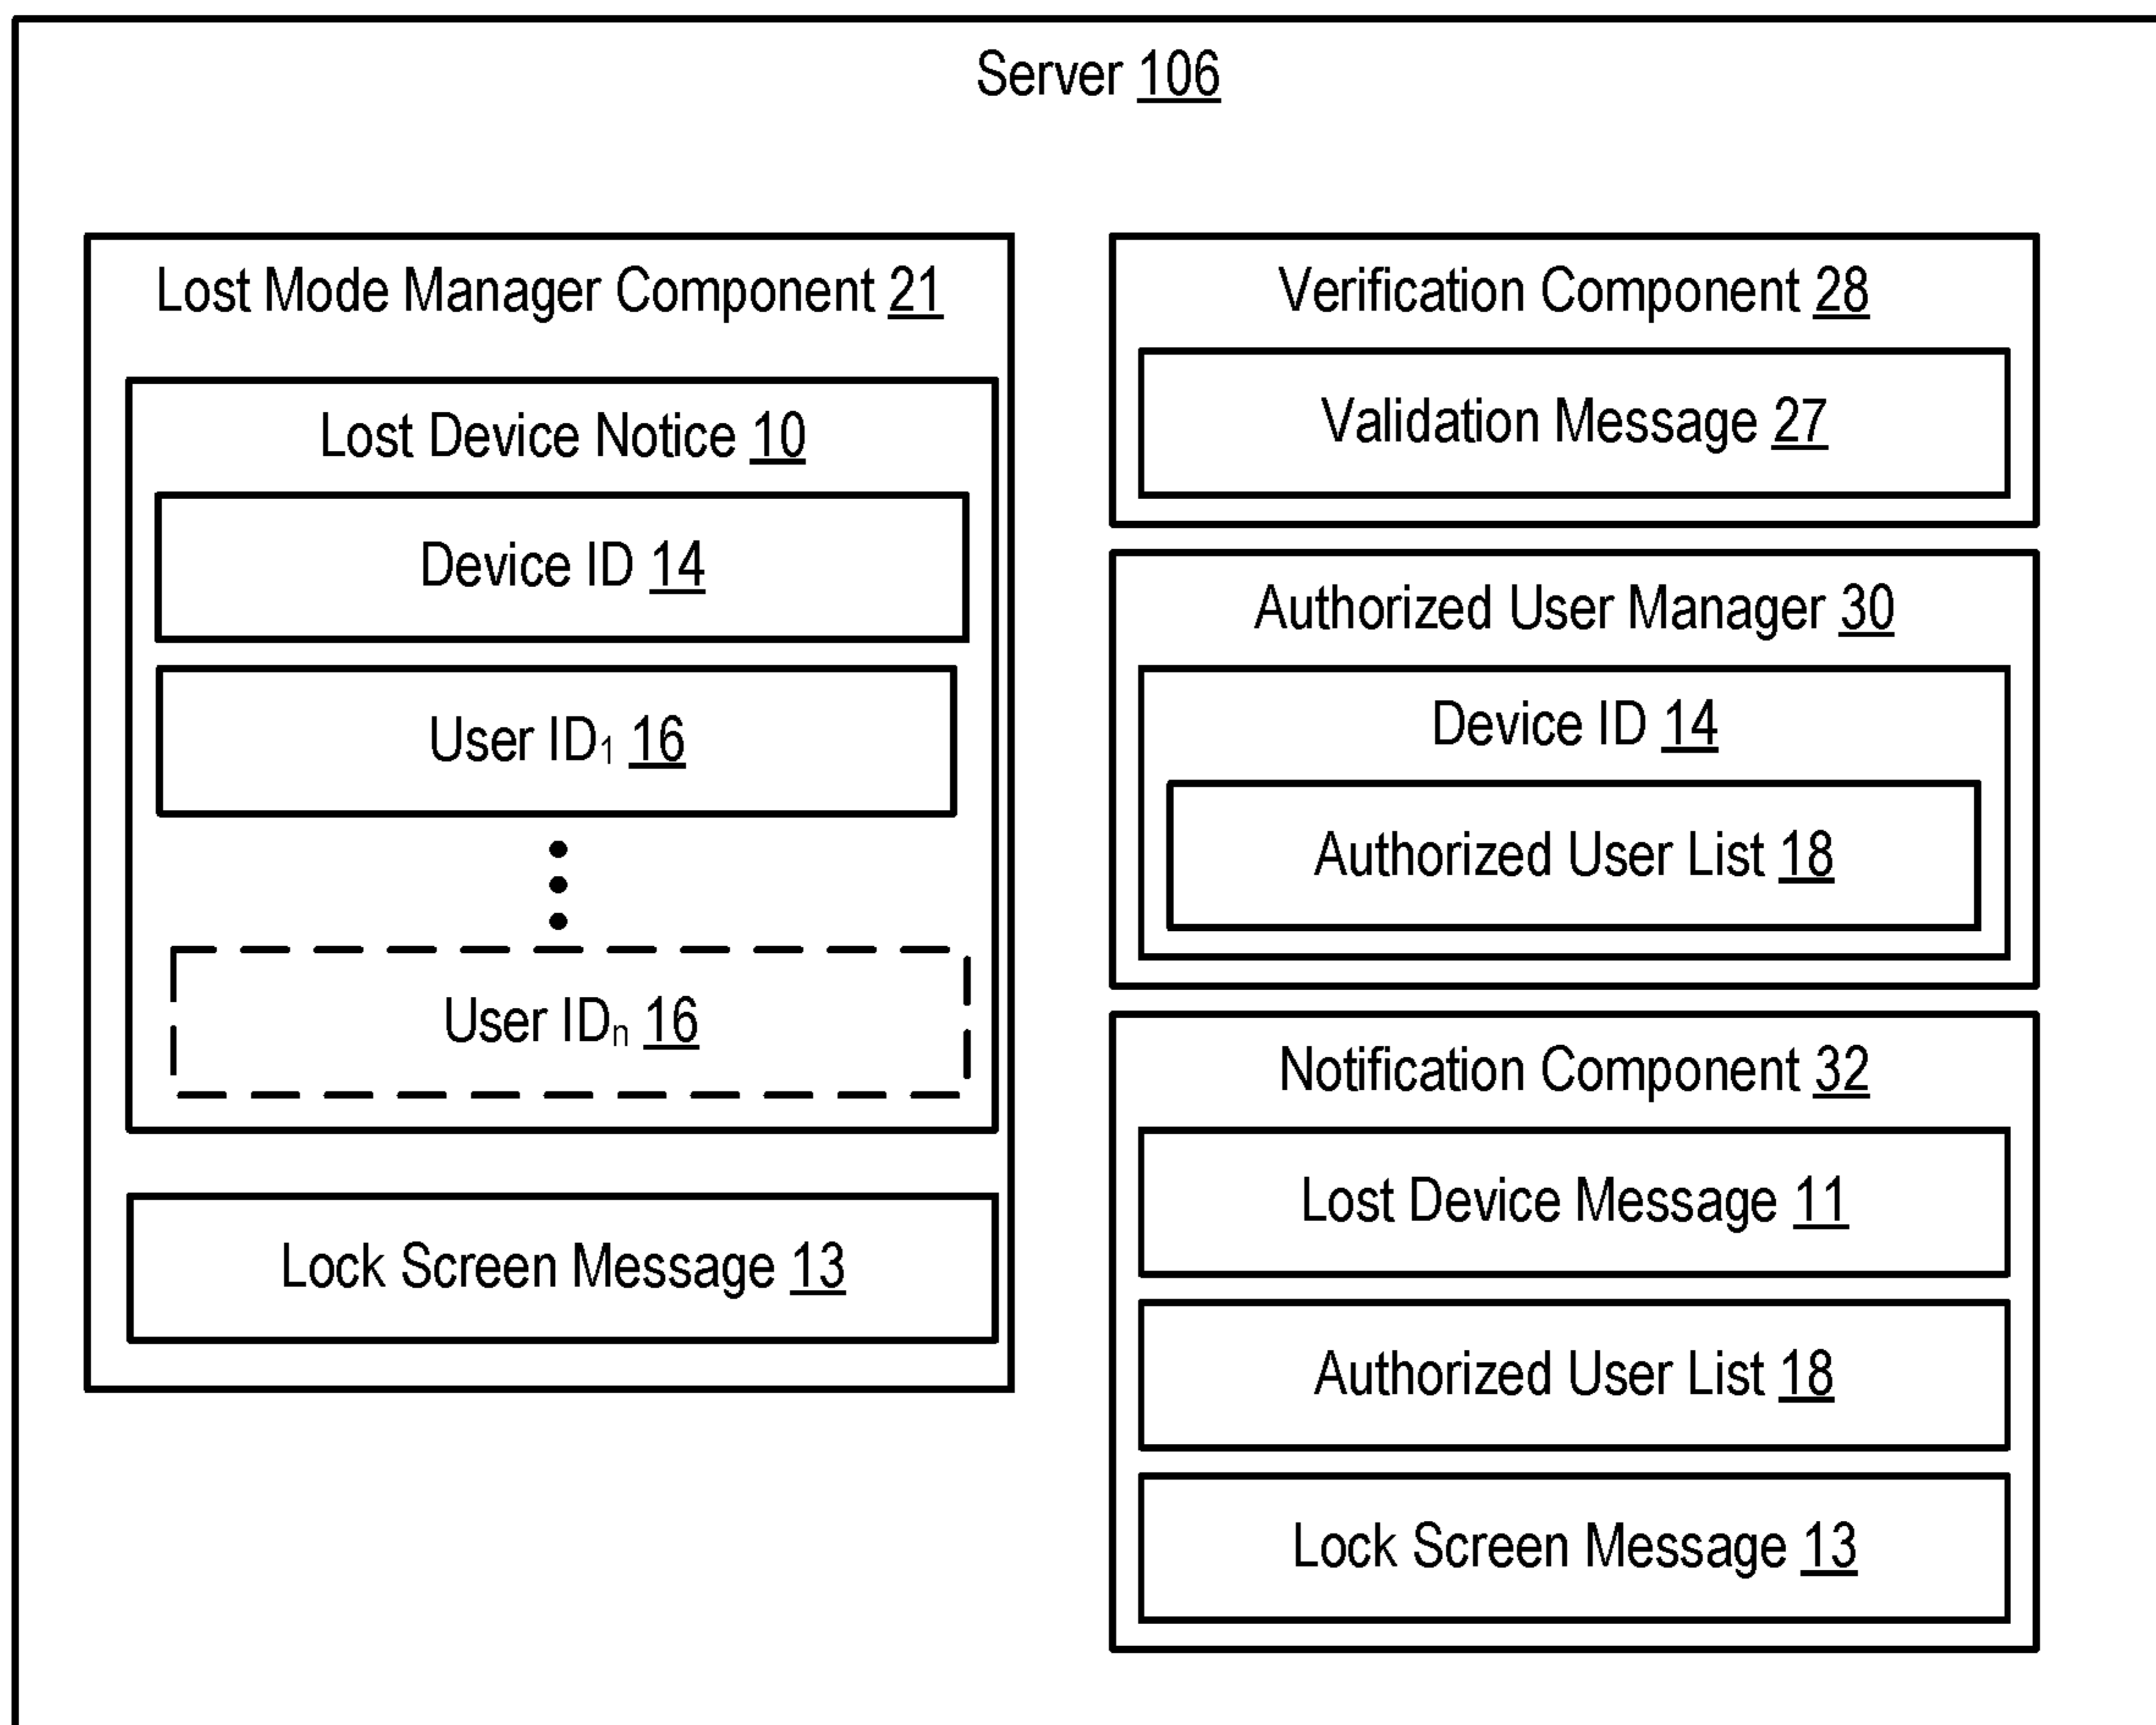 Server 106
Lost Mode Manager Component 21
Lost Device Notice 10
Device ID 14
User ID₁ 16
User IDₙ 16
Lock Screen Message 13
Verification Component 28
Validation Message 27
Authorized User Manager 30
Device ID 14
Authorized User List 18
Notification Component 32
Lost Device Message 11
Authorized User List 18
Lock Screen Message 13